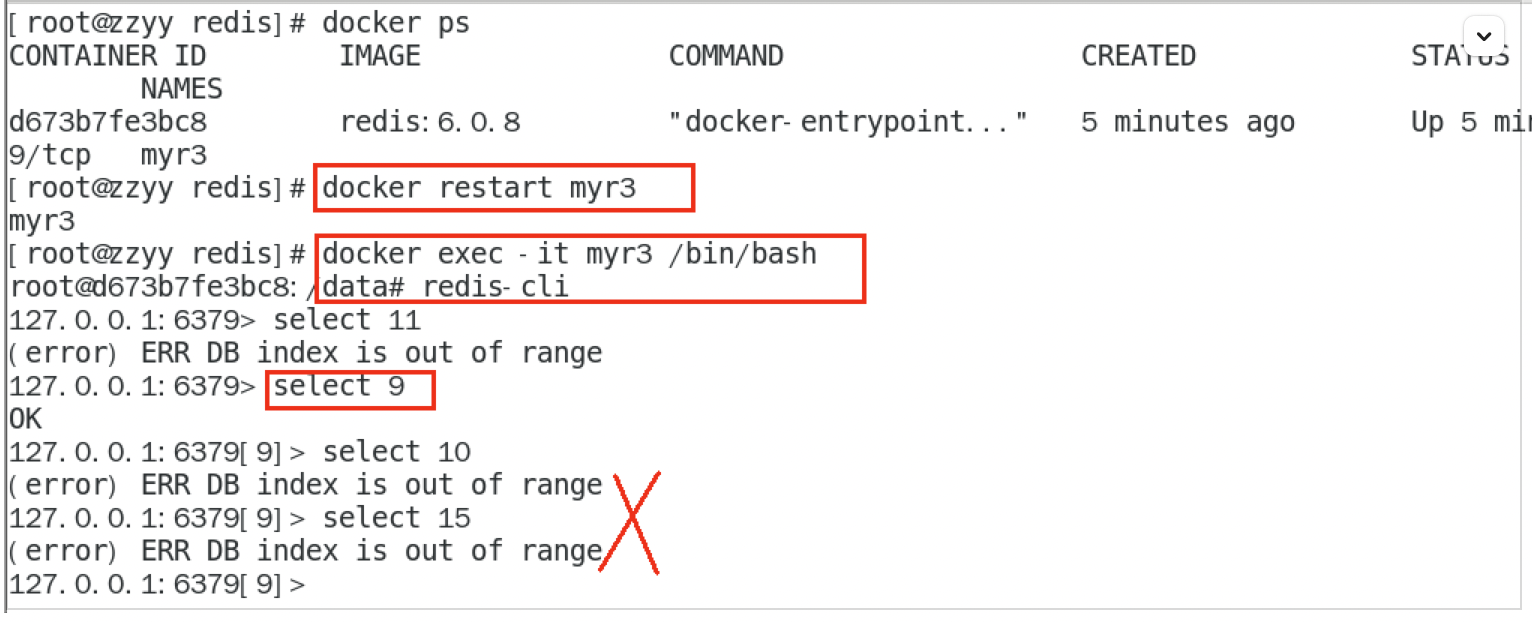 [root@zzyy redis]# docker ps
CONTAINER ID        IMAGE               COMMAND                  CREATED             STATUS
        NAMES
d673b7fe3bc8        redis:6.0.8         "docker-entrypoint..."   5 minutes ago       Up 5
9/tcp   myr3
[root@zzyy redis]# docker restart myr3
myr3
[root@zzyy redis]# docker exec -it myr3 /bin/bash
root@d673b7fe3bc8:/data# redis-cli
127.0.0.1:6379> select 11
(error) ERR DB index is out of range
127.0.0.1:6379> select 9
OK
127.0.0.1:6379[9]> select 10
(error) ERR DB index is out of range
127.0.0.1:6379[9]> select 15
(error) ERR DB index is out of range
127.0.0.1:6379[9]>